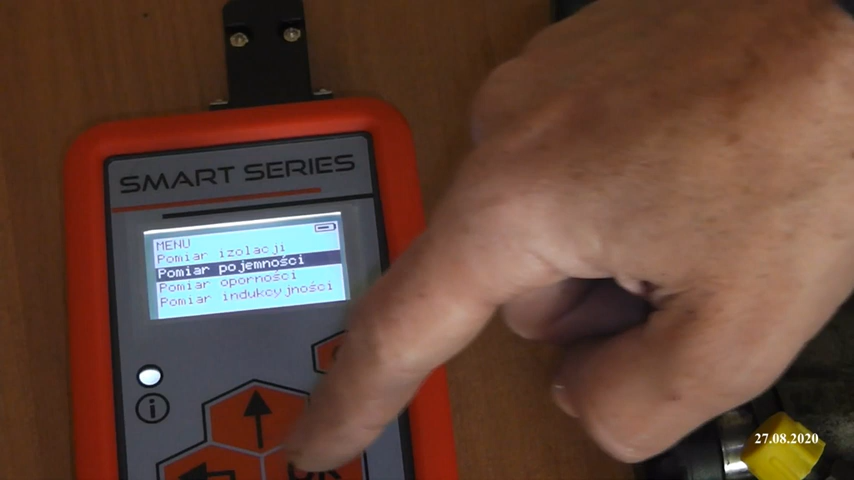 SMART SERIES
MENU
Pomiar izolacji
Pomiar pojemności
Pomiar oporności
Pomiar indukcyjności
27.08.2020